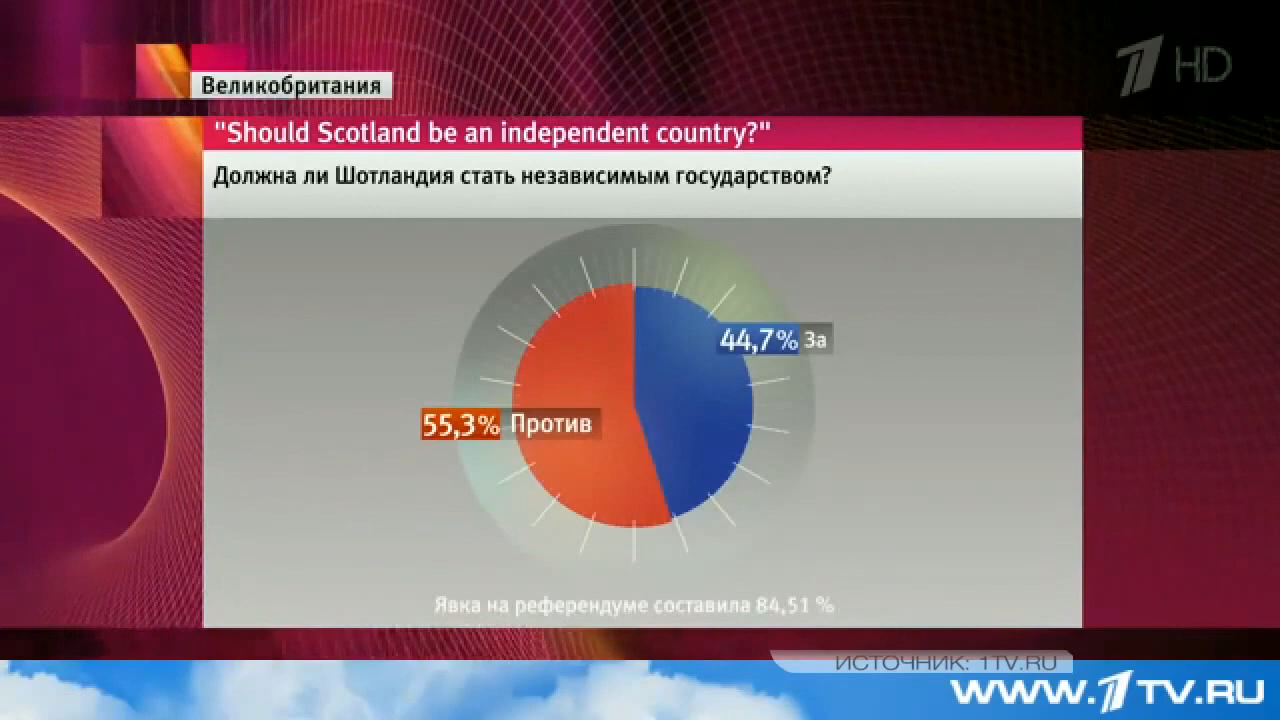 HD
Великобритания
"Should Scotland be an independent country?"
Должна ли Шотландия стать независимым государством?
44,7% За
55,3% Против
Явка на референдуме составила 84,51 %
ИСТОЧНИК: 1TV.RU
WWW.1TV.RU